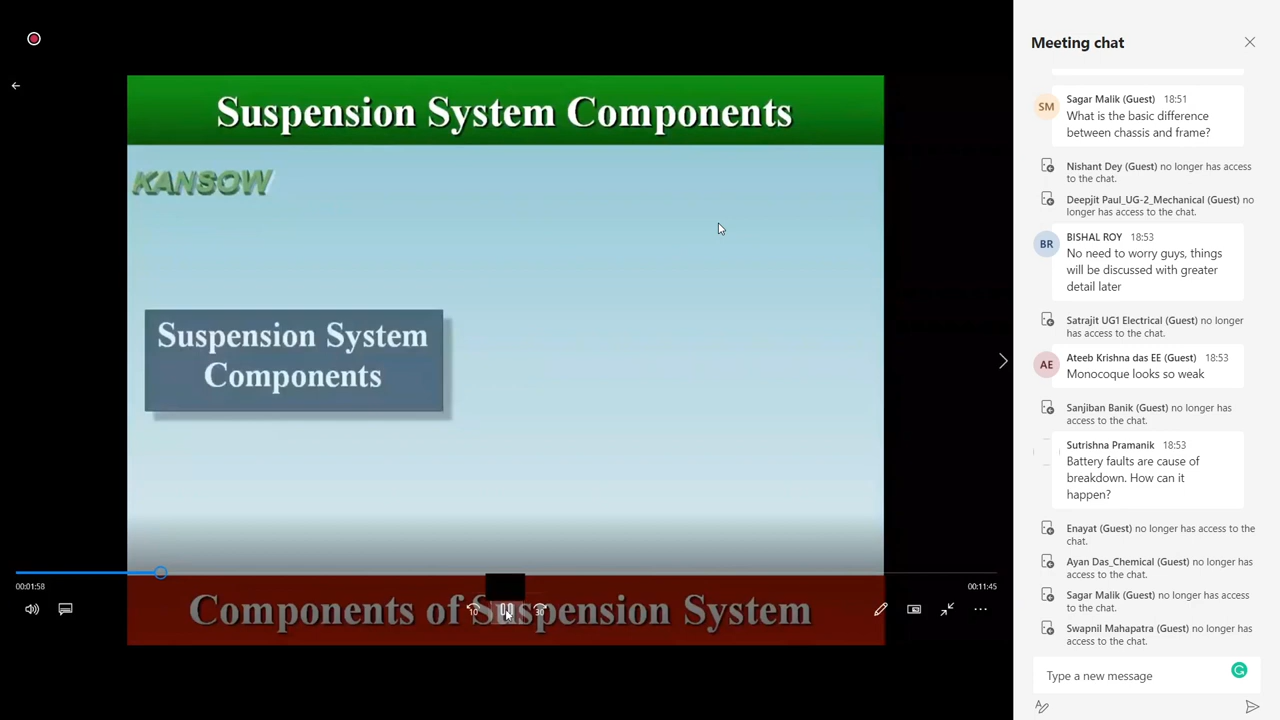 Suspension System Components
KANSOW
Suspension System
Components
00:01:58
00:11:45
10
30
Components of Suspension System
Meeting chat
SM
Sagar Malik (Guest) 18:51
What is the basic difference
between chassis and frame?
Nishant Dey (Guest) no longer has access
to the chat.
Deepjit Paul_UG-2_Mechanical (Guest) no
longer has access to the chat.
BR
BISHAL ROY 18:53
No need to worry guys, things
will be discussed with greater
detail later
Satrajit UG1 Electrical (Guest) no longer
has access to the chat.
AE
Ateeb Krishna das EE (Guest) 18:53
Monocoque looks so weak
Sanjiban Banik (Guest) no longer has
access to the chat.
Sutrishna Pramanik 18:53
Battery faults are cause of
breakdown. How can it
happen?
Enayat (Guest) no longer has access to the
chat.
Ayan Das_Chemical (Guest) no longer has
access to the chat.
Sagar Malik (Guest) no longer has access
to the chat.
Swapnil Mahapatra (Guest) no longer has
access to the chat.
Type a new message